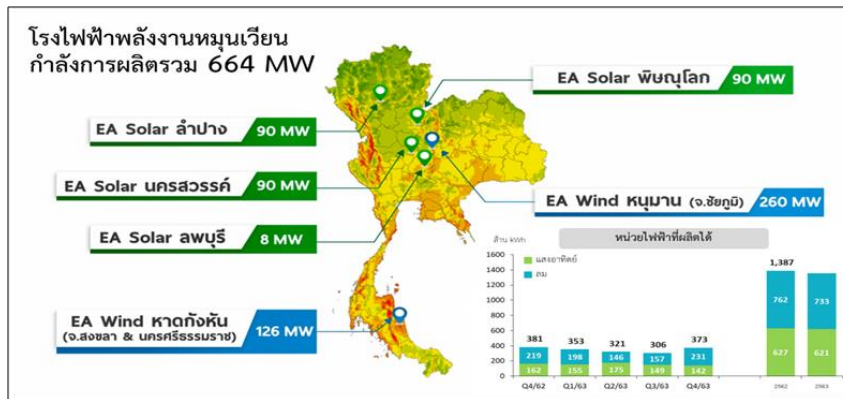 โรงไฟฟ้าพลังงานหมุนเวียน
กำลังการผลิตรวม 664 MW
EA Solar พิษณุโลก 90 MW
EA Solar ลำปาง 90 MW
EA Solar นครสวรรค์ 90 MW
EA Wind หนุมาน (จ.ชัยภูมิ) 260 MW
EA Solar ลพบุรี 8 MW
EA Wind หาดกังหัน
(จ.สงขลา & นครศรีธรรมราช)
126 MW
ล้าน kWh
หน่วยไฟฟ้าที่ผลิตได้
แสงอาทิตย์
ลม
1600
1400
1200
1000
800
600
400
200
0
381
353
321
306
373
1,387
219
198
146
157
231
762
733
162
155
175
149
142
627
621
Q4/62
Q1/63
Q2/63
Q3/63
Q4/63
2562
2563